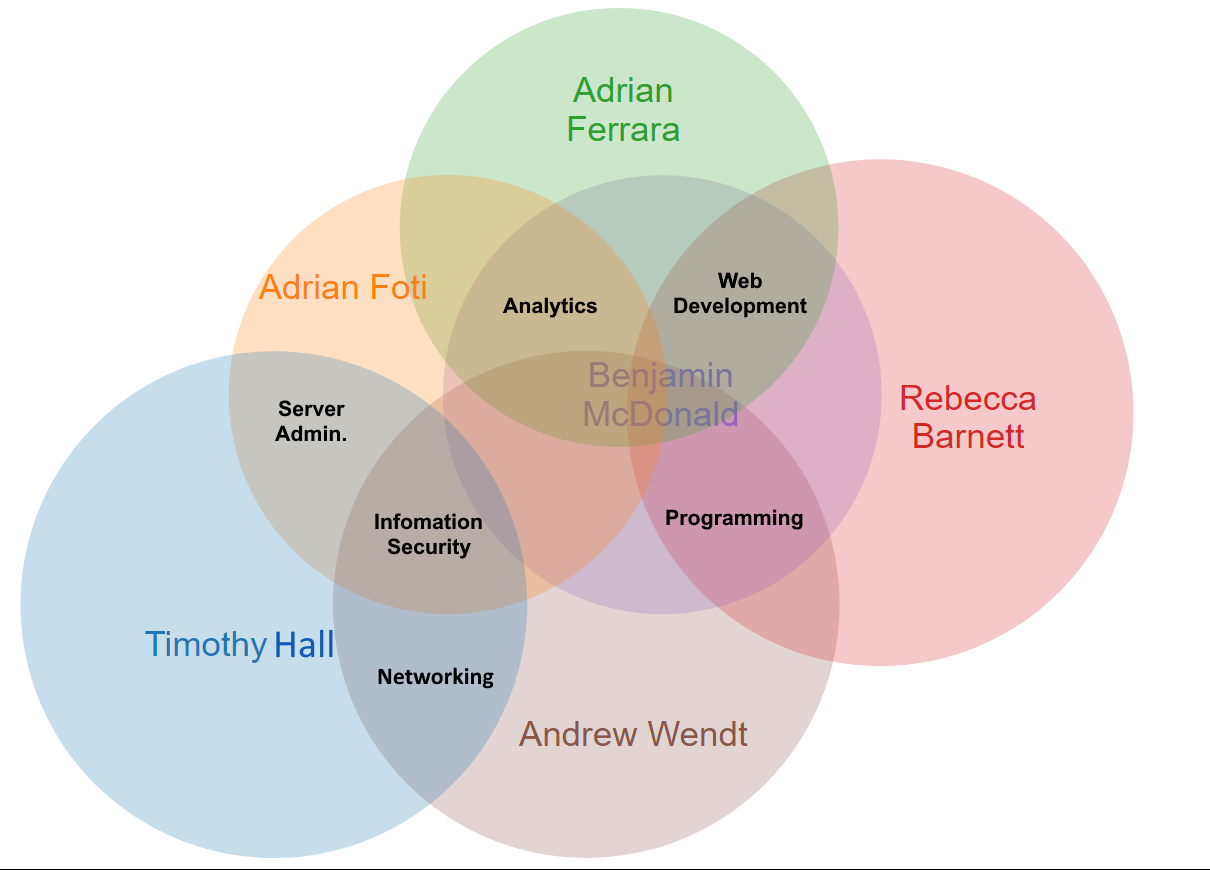 Adrian
Ferrara
Adrian Foti
Analytics
Web
Development
Benjamin
McDonald
Rebecca
Barnett
Server
Admin.
Infomation
Security
Programming
Timothy Hall
Networking
Andrew Wendt